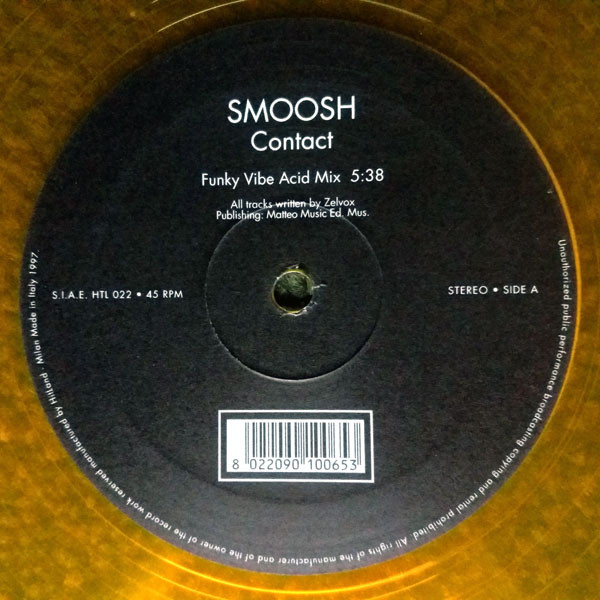 SMOOSH
Contact
Funky Vibe Acid Mix 5:38
All tracks written by Zelvox
Publishing: Matteo Music Ed. Mus.
S.I.A.E. HTL 022 • 45 RPM
STEREO • SIDE A
8 022090 100653
Unauthorized public performance broadcasting copying and rental prohibited. All rights of the manufacturer and of the owner of the record work reserved manufactured by Hitland - Milan Made in Italy 1997.